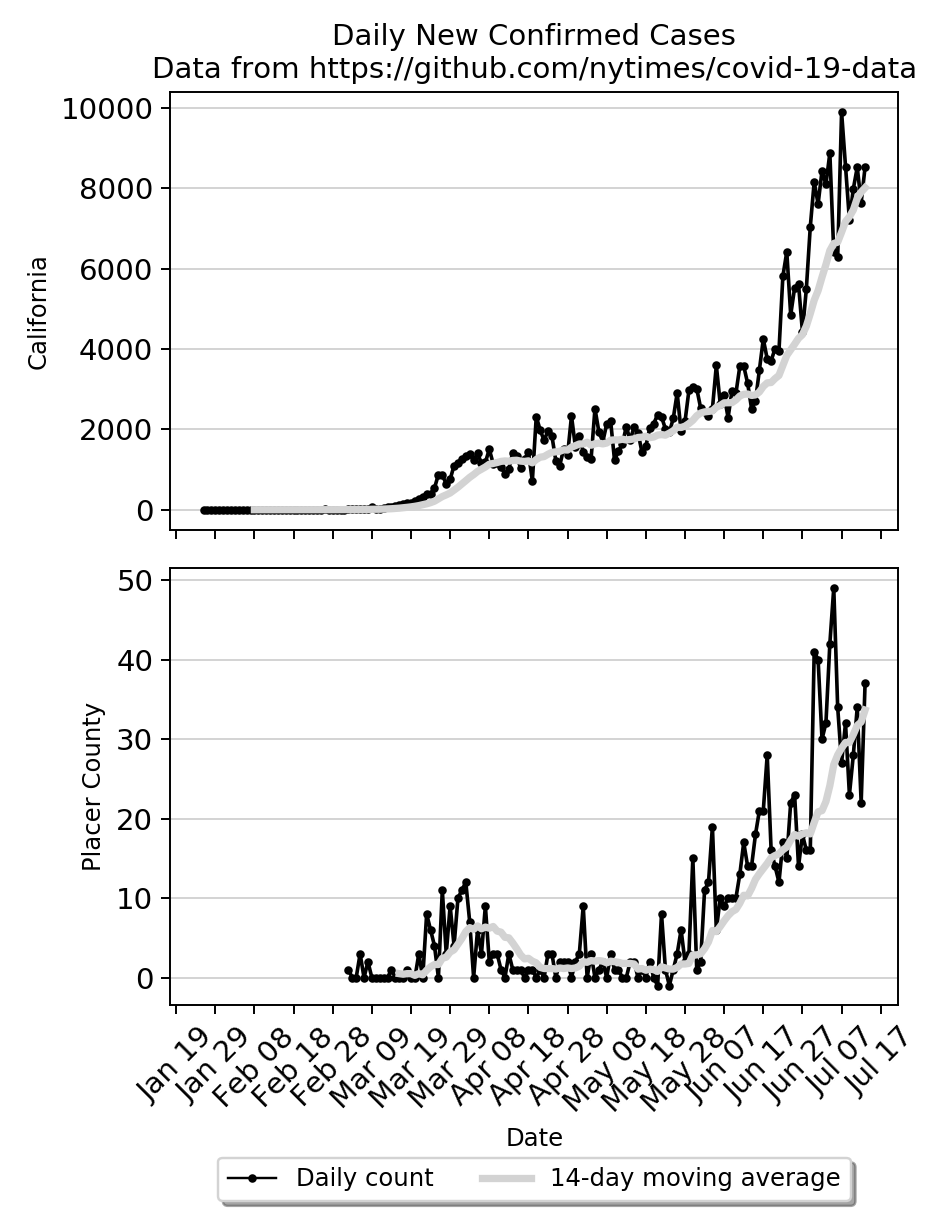 Daily New Confirmed Cases
Data from https://github.com/nytimes/covid-19-data
10000
8000
6000
4000
2000
0
California
50
40
30
20
10
0
Placer County
Jan 19
Jan 29
Feb 08
Feb 18
Feb 28
Mar 09
Mar 19
Mar 29
Apr 08
Apr 18
Apr 28
May 08
May 18
May 28
Jun 07
Jun 17
Jun 27
Jul 07
Jul 17
Date
Daily count
14-day moving average